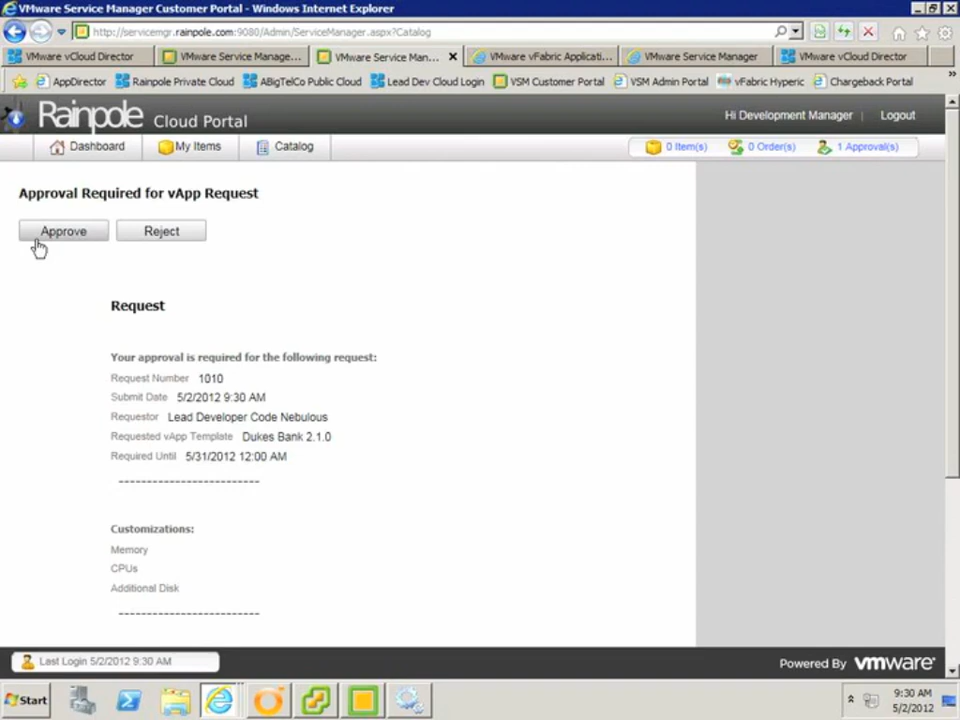 VMware Service Manager Customer Portal - Windows Internet Explorer
http://servicemgr.rainpole.com:9080/Admin/ServiceManager.aspx?Catalog
VMware vCloud Director VMware Service Manage... VMware Service Man... VMware vFabric Applicati... VMware Service Manager VMware vCloud Director
AppDirector Rainpole Private Cloud ABigTelCo Public Cloud Lead Dev Cloud Login VSM Customer Portal VSM Admin Portal vFabric Hyperic Chargeback Portal
Rainpole Cloud Portal Hi Development Manager | Logout
Dashboard My Items Catalog 0 Item(s) 0 Order(s) 1 Approval(s)
Approval Required for vApp Request
Approve Reject
Request
Your approval is required for the following request:
Request Number 1010
Submit Date 5/2/2012 9:30 AM
Requestor Lead Developer Code Nebulous
Requested vApp Template Dukes Bank 2.1.0
Required Until 5/31/2012 12:00 AM
-------------------------
Customizations:
Memory
CPUs
Additional Disk
-------------------------
Last Login 5/2/2012 9:30 AM Powered By vmware
Start 9:30 AM
5/2/2012